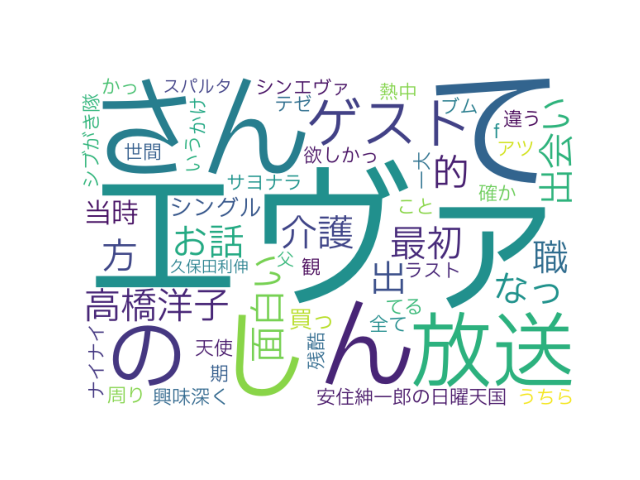 エヴァ
さん
て
の
しん
放送
ゲスト
高橋洋子
介護
面白い
出会い
最初
お話
職
なっ
出
的
方
当時
シングル
シンエヴァ
スパルタ
かっ
シブがき隊
いうかけ
テゼ
世間
熱中
ブム
違う
f
アツ
欲しかっ
一大
サヨナラ
こと
確か
久保田利伸
父
観
ラスト
てる
全て
買っ
残酷
ナイナイ
天使
期
周り
興味深く
安住紳一郎の日曜天国
うちら